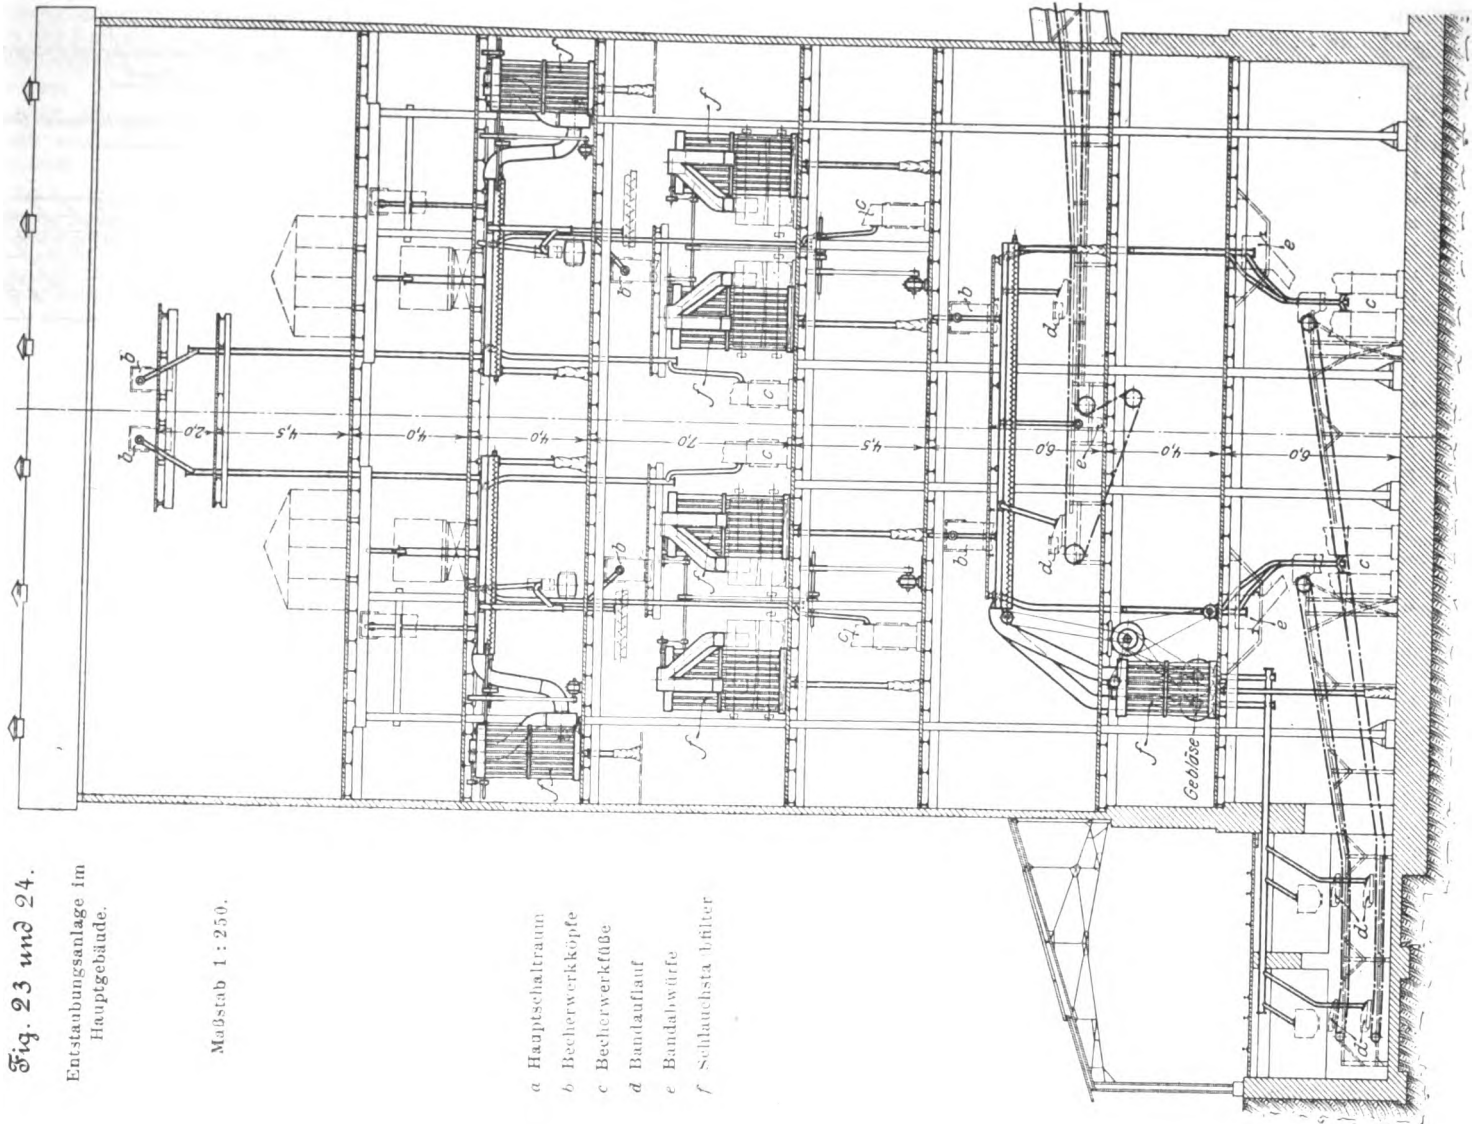 Fig. 23 und 24.
Entstaubungsanlage im
Hauptgebäude.
Maßstab 1 : 250.
a Hauptschaltraum
b Becherwerkköpfe
c Becherwerkfüße
d Bandauflauf
e Bandabwürfe
f Schlauchstaubfilter
b
b
2,0
4,5
4,0
4,0
7,0
4,5
6,0
4,0
6,0
f
f
f
f
f
f
f
b
b
b
b
c
c
c
c
c
c
d
d
d
d
e
e
e
Gebläse